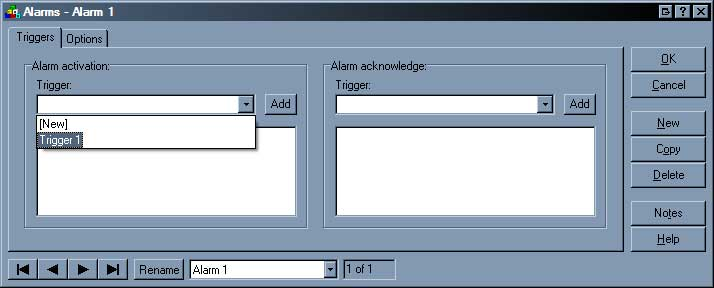 Alarms - Alarm 1
Triggers
Options
Alarm activation:
Trigger:
Add
[New]
Trigger 1
Alarm acknowledge:
Trigger:
Add
OK
Cancel
New
Copy
Delete
Notes
Help
Rename
Alarm 1
1 of 1